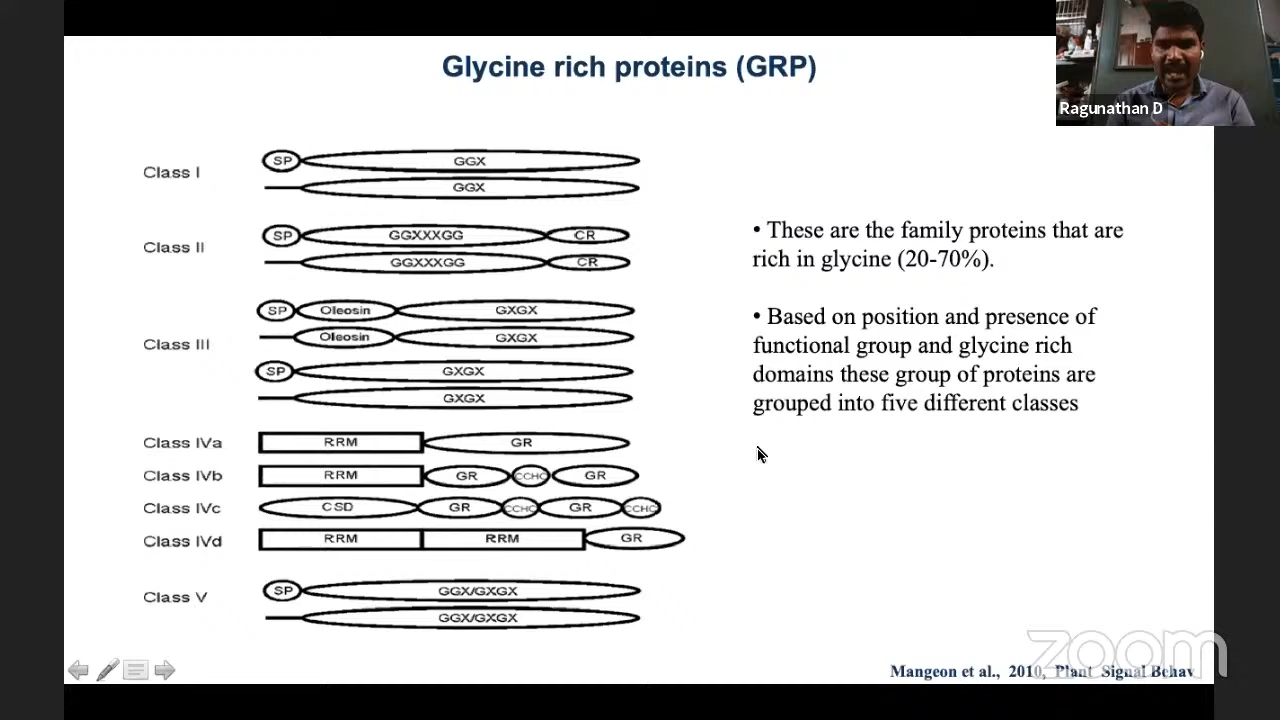 Glycine rich proteins (GRP)
Ragunathan D
Class I
SP GGX
GGX
Class II
SP GGXXXGG CR
GGXXXGG CR
Class III
SP Oleosin GXGX
Oleosin GXGX
SP GXGX
GXGX
Class IVa RRM GR
Class IVb RRM GR CCHC GR
Class IVc CSD GR CCHC GR CCHC
Class IVd RRM RRM GR
Class V
SP GGX/GXGX
GGX/GXGX
• These are the family proteins that are
rich in glycine (20-70%).
• Based on position and presence of
functional group and glycine rich
domains these group of proteins are
grouped into five different classes
zoom
Mangeon et al., 2010, Plant Signal Behav